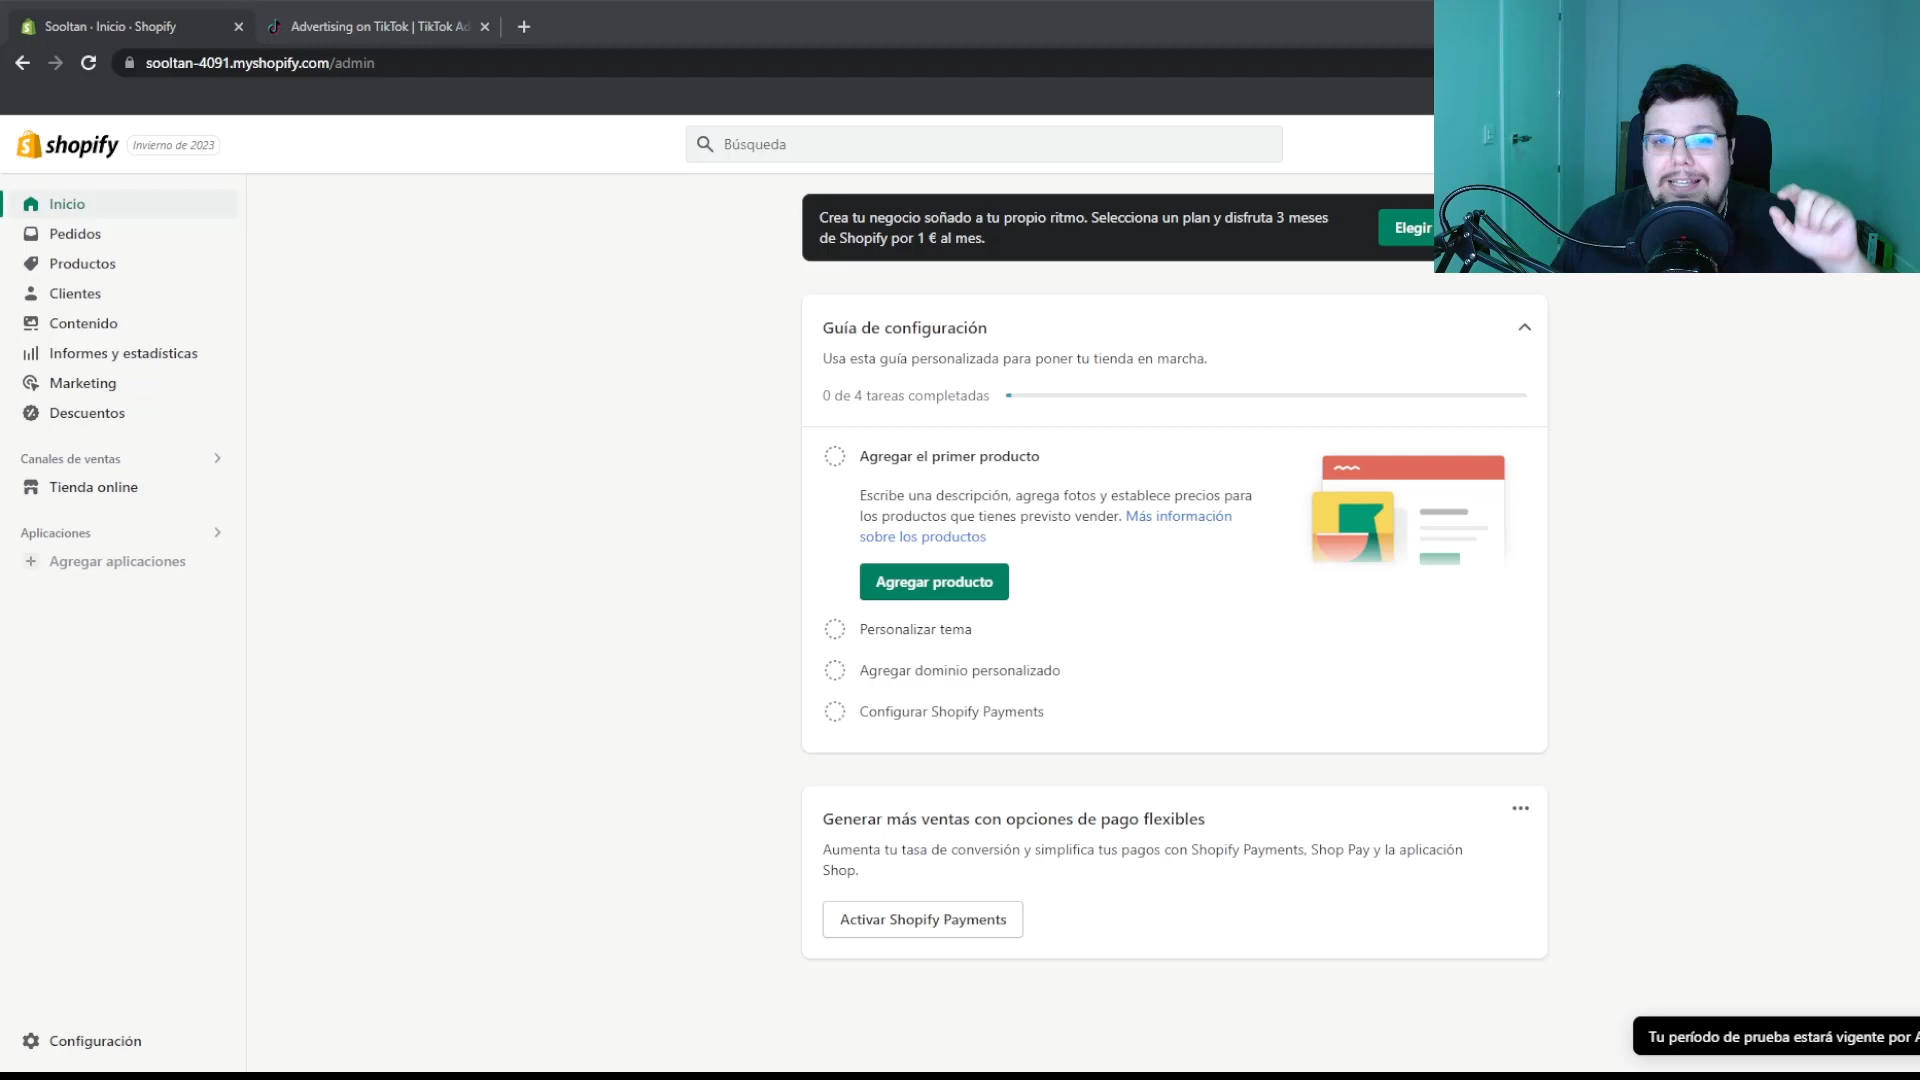 Sooltan · Inicio · Shopify
Advertising on TikTok | TikTok Ad
sooltan-4091.myshopify.com/admin
shopify
Invierno de 2023
Búsqueda
Inicio
Pedidos
Productos
Clientes
Contenido
Informes y estadísticas
Marketing
Descuentos
Canales de ventas
Tienda online
Aplicaciones
Agregar aplicaciones
Configuración
Crea tu negocio soñado a tu propio ritmo. Selecciona un plan y disfruta 3 meses
de Shopify por 1 € al mes.
Elegir
Guía de configuración
Usa esta guía personalizada para poner tu tienda en marcha.
0 de 4 tareas completadas
Agregar el primer producto
Escribe una descripción, agrega fotos y establece precios para
los productos que tienes previsto vender. Más información
sobre los productos
Agregar producto
Personalizar tema
Agregar dominio personalizado
Configurar Shopify Payments
Generar más ventas con opciones de pago flexibles
Aumenta tu tasa de conversión y simplifica tus pagos con Shopify Payments, Shop Pay y la aplicación
Shop.
Activar Shopify Payments
Tu período de prueba estará vigente por